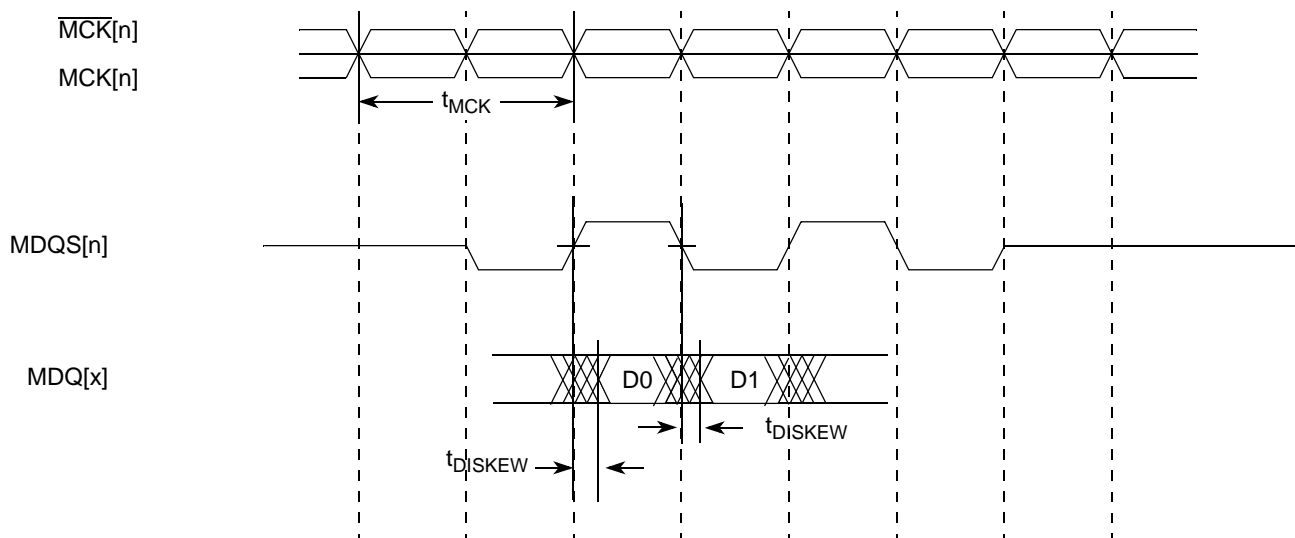 MCK[n]
MCK[n]
tMCK
MDQS[n]
MDQ[x]
D0
D1
tDISKEW
tDISKEW